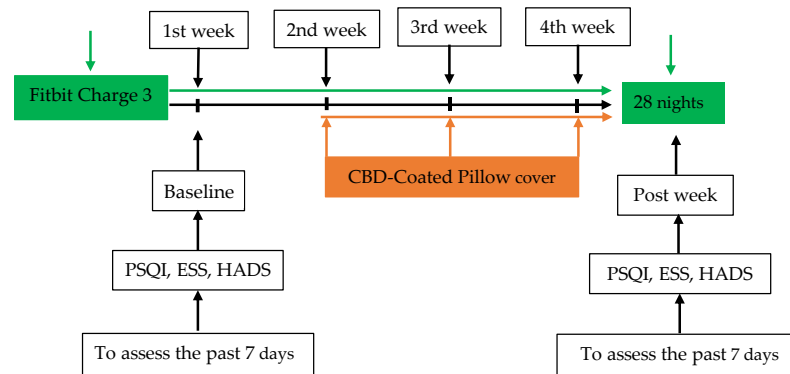 1st week
2nd week
3rd week
4th week
Fitbit Charge 3
28 nights
CBD-Coated Pillow cover
Baseline
Post week
PSQI, ESS, HADS
PSQI, ESS, HADS
To assess the past 7 days
To assess the past 7 days